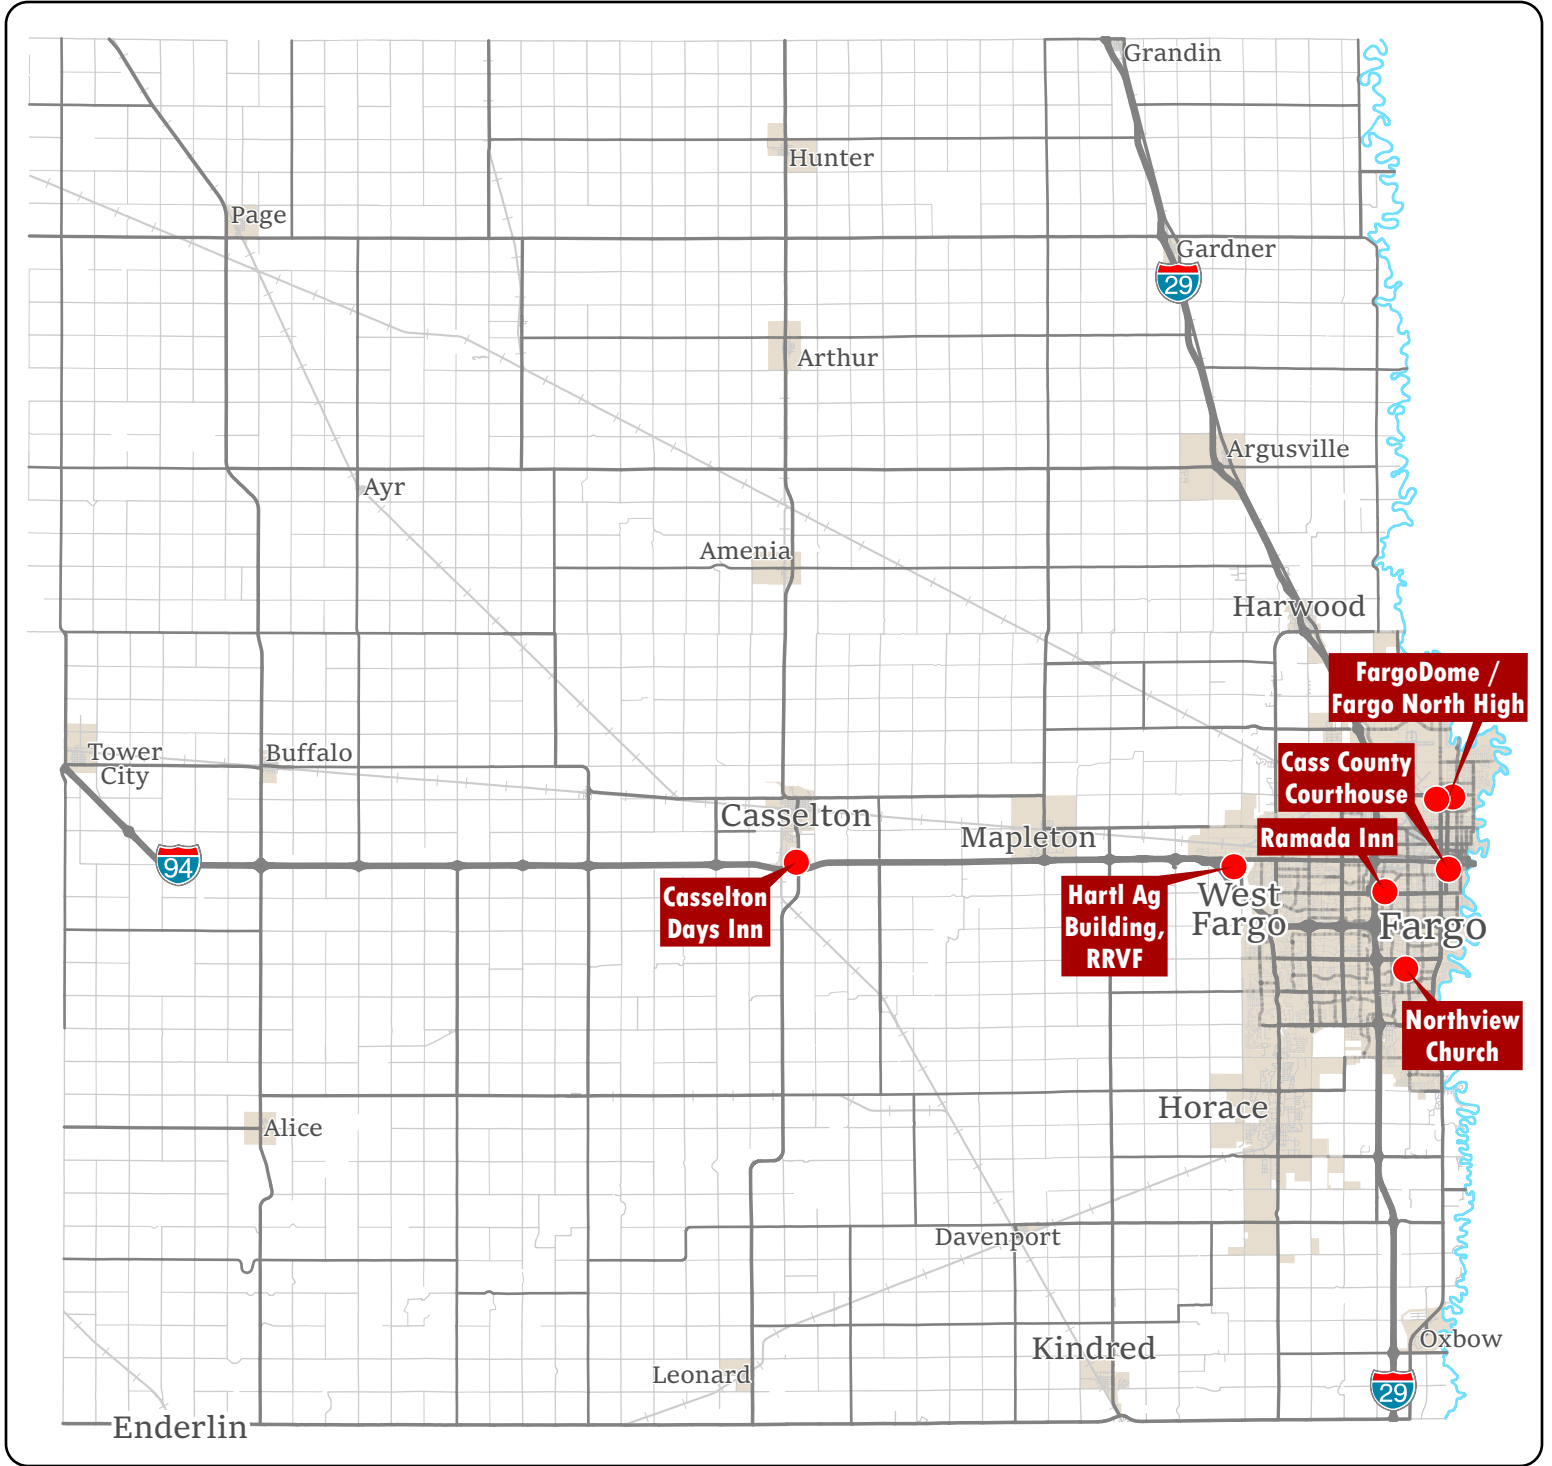 Grandin
Hunter
Page
Gardner
29
Arthur
Argusville
Ayr
Amenia
Harwood
FargoDome /
Fargo North High
Tower
City
Buffalo
Cass County
Courthouse
Casselton
Mapleton
Ramada Inn
94
Casselton
Days Inn
Hartl Ag
Building,
RRVF
West
Fargo
Fargo
Northview
Church
Horace
Alice
Davenport
Kindred
Oxbow
Leonard
29
Enderlin